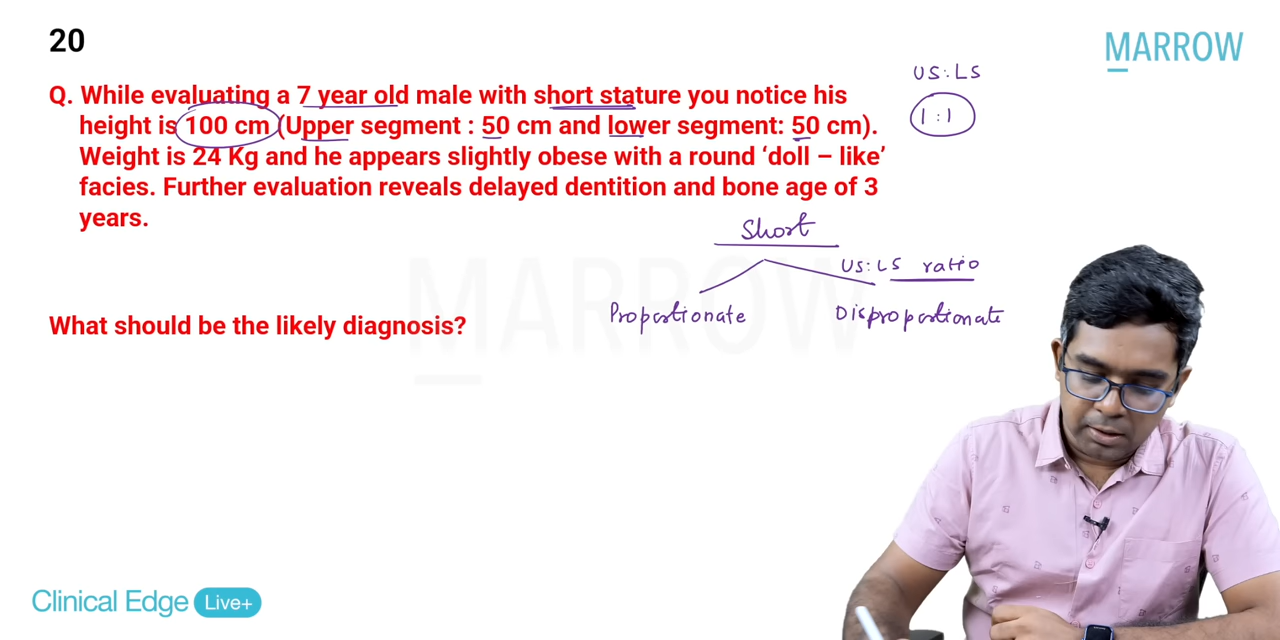 20
MARROW
US:LS
1:1
Q. While evaluating a 7 year old male with short stature you notice his
height is 100 cm (Upper segment : 50 cm and lower segment: 50 cm).
Weight is 24 Kg and he appears slightly obese with a round ‘doll – like’
facies. Further evaluation reveals delayed dentition and bone age of 3
years.
Short
US:LS ratio
Proportionate
Disproportionate
MARROW
What should be the likely diagnosis?
Clinical Edge Live+